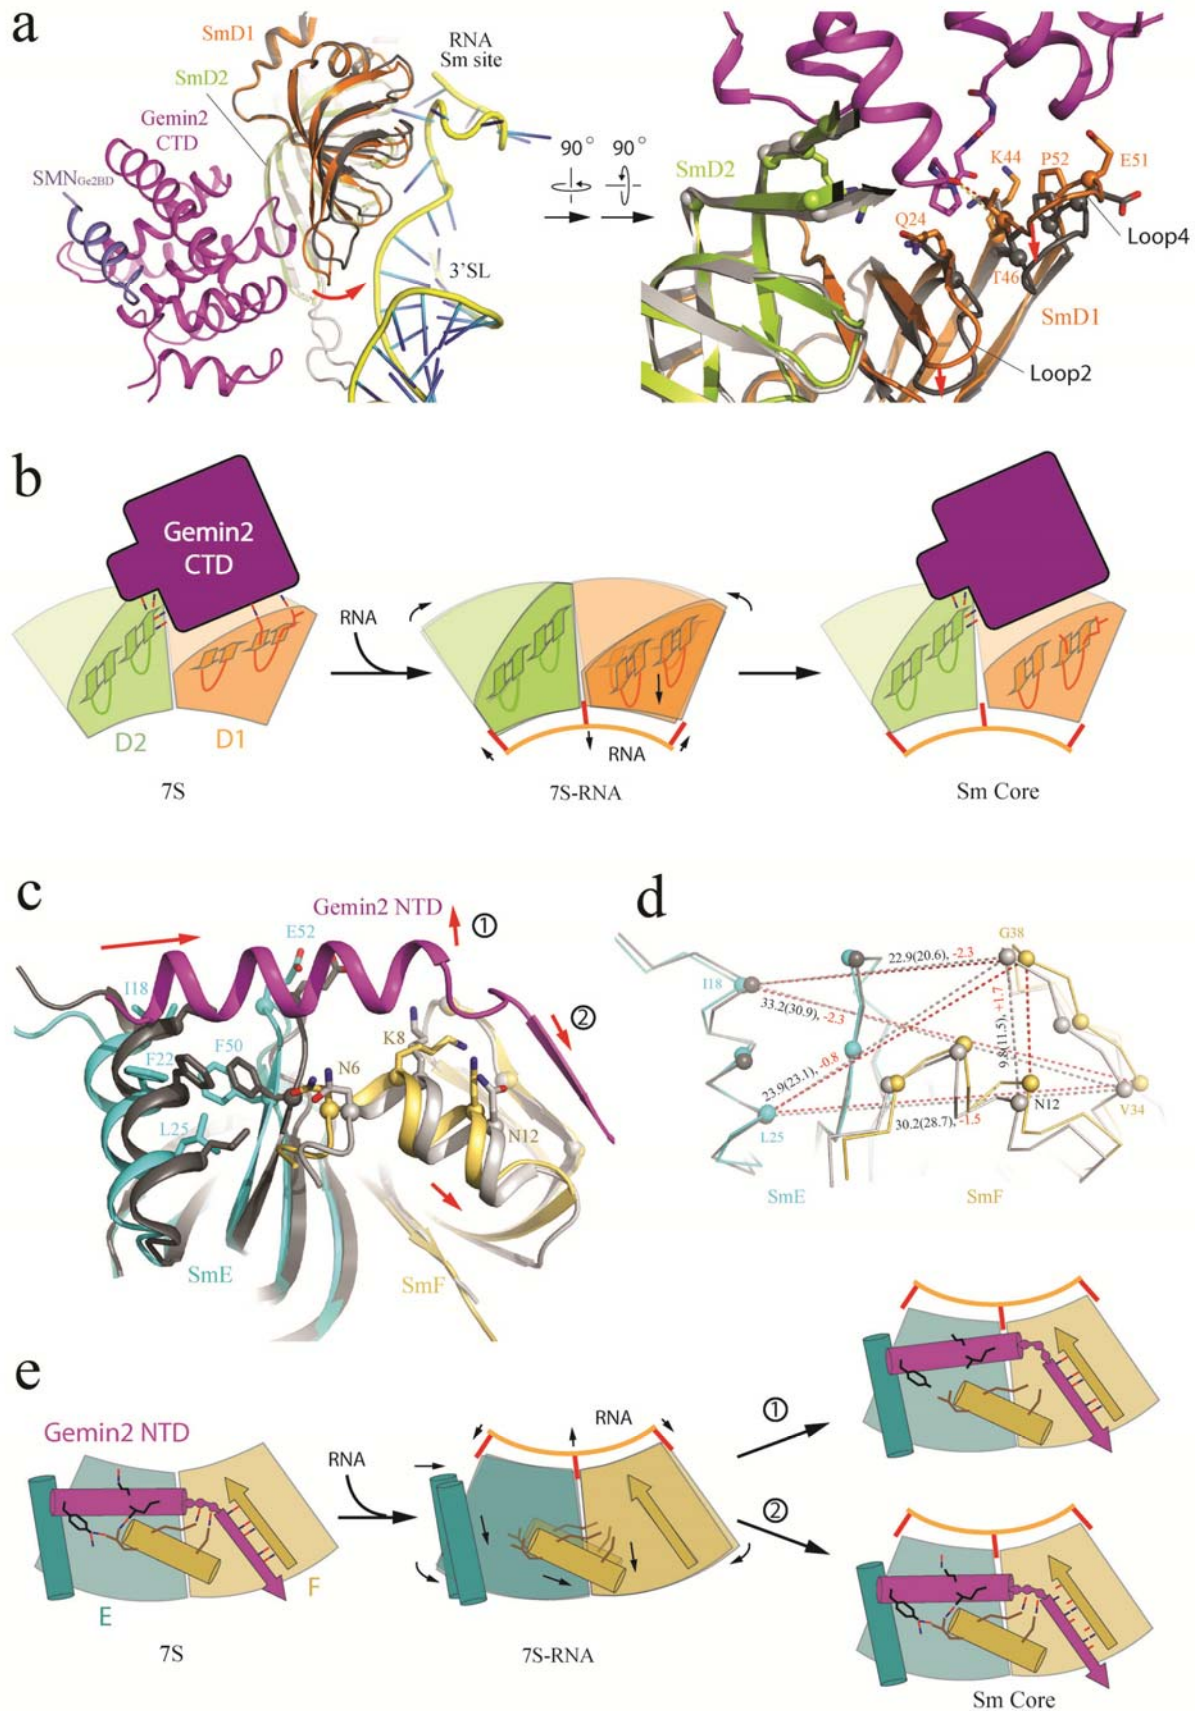 a
SmD1
SmD2
Gemin2
CTD
SMNGe2BD
RNA
Sm site
3'SL
90° 90°
SmD2
K44
P52
E51
Q24
T46
Loop4
SmD1
Loop2
b
Gemin2
CTD
RNA
D2
D1
RNA
7S
7S-RNA
Sm Core
c
Gemin2 NTD
①
E52
②
I18
F22
F50
K8
N6
L25
N12
SmE
SmF
d
G38
I18
22.9(20.6), -2.3
33.2(30.9), -2.3
9.8(11.5), +1.7
23.9(23.1), -0.8
N12
V34
L25
30.2(28.7), -1.5
SmE
SmF
e
Gemin2 NTD
RNA
RNA
①
②
E
F
7S
7S-RNA
Sm Core